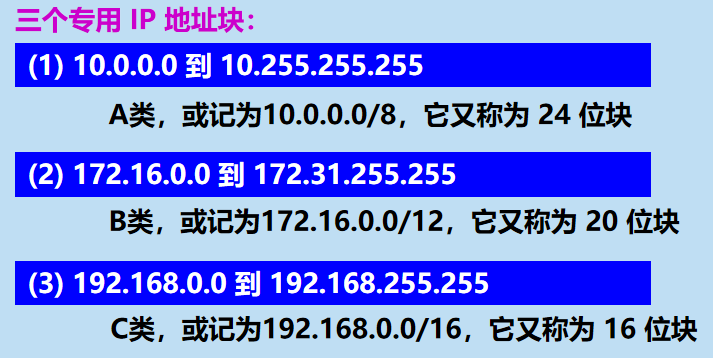 三个专用 IP 地址块：
(1) 10.0.0.0 到 10.255.255.255
A类，或记为10.0.0.0/8，它又称为 24 位块
(2) 172.16.0.0 到 172.31.255.255
B类，或记为172.16.0.0/12，它又称为 20 位块
(3) 192.168.0.0 到 192.168.255.255
C类，或记为192.168.0.0/16，它又称为 16 位块